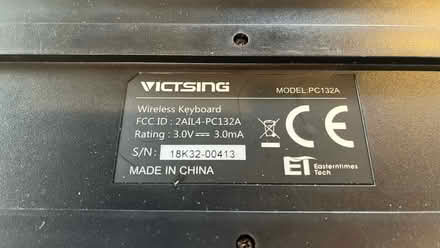 VICTSING
MODEL:PC132A
Wireless Keyboard
FCC ID : 2AIL4-PC132A
Rating : 3.0V⎓ 3.0mA
S/N: 18K32-00413
MADE IN CHINA
CE
ET Easterntimes
Tech